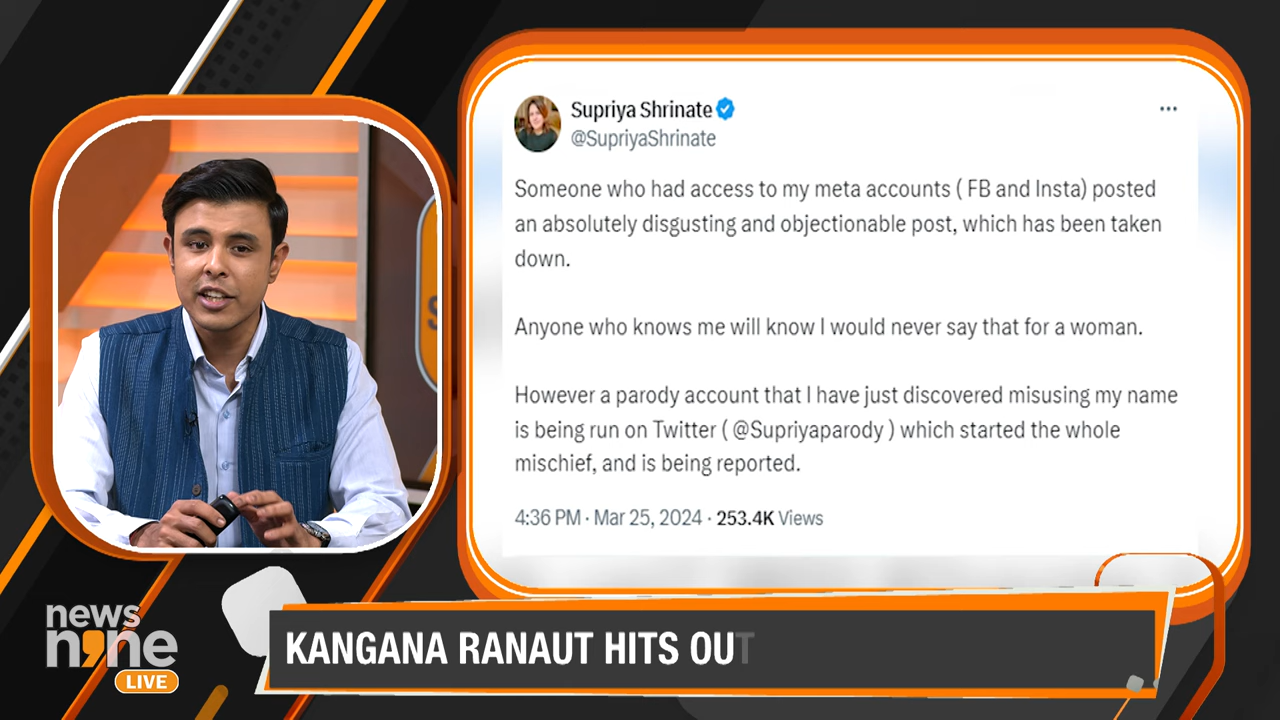 Supriya Shrinate
@SupriyaShrinate
Someone who had access to my meta accounts ( FB and Insta) posted
an absolutely disgusting and objectionable post, which has been taken
down.
Anyone who knows me will know I would never say that for a woman.
However a parody account that I have just discovered misusing my name
is being run on Twitter ( @Supriyaparody ) which started the whole
mischief, and is being reported.
4:36 PM · Mar 25, 2024 · 253.4K Views
KANGANA RANAUT HITS OUT
news
n9ne
LIVE